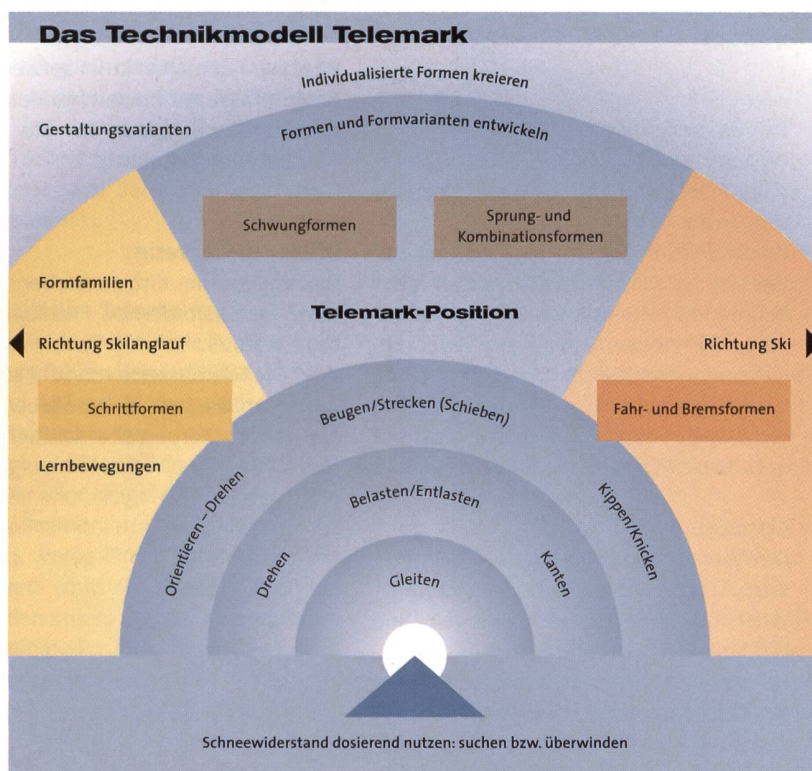 Das Technikmodell Telemark
Individualisierte Formen kreieren
Gestaltungsvarianten
Formen und Formvarianten entwickeln
Schwungformen
Sprung- und
Kombinationsformen
Formfamilien
Telemark-Position
Richtung Skilanglauf
Richtung Ski
Schrittformen
Beugen/Strecken (Schieben)
Fahr- und Bremsformen
Lernbewegungen
Orientieren – Drehen
Belasten/Entlasten
Kippen/Knicken
Drehen
Gleiten
Kanten
Schneewiderstand dosierend nutzen: suchen bzw. überwinden